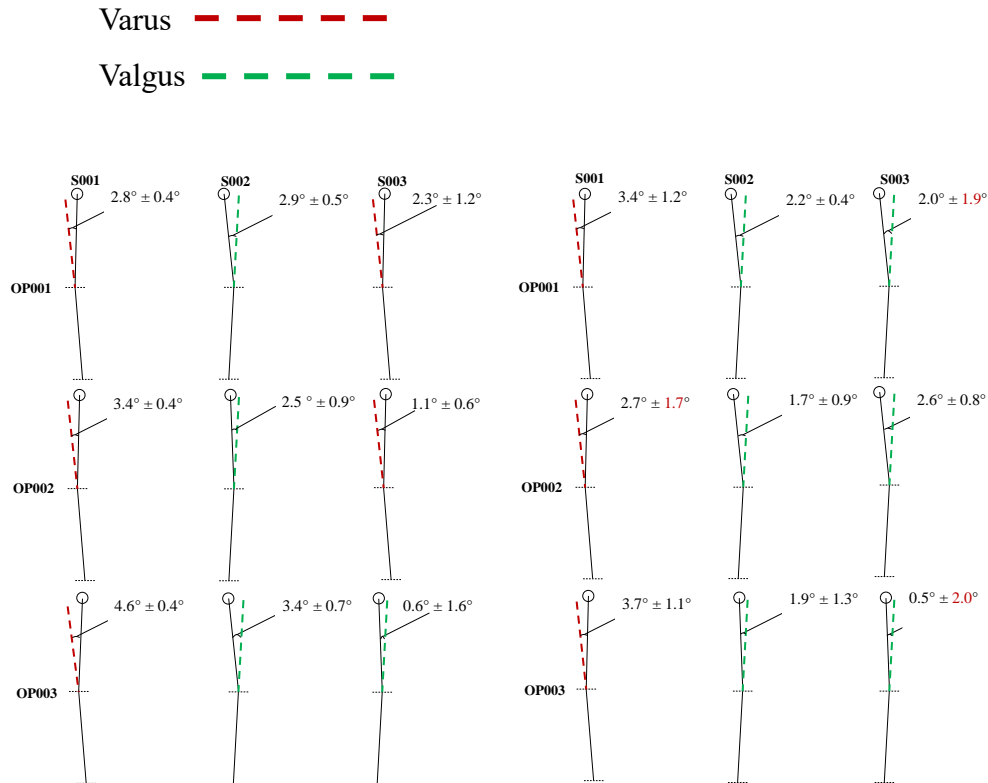 Varus
Valgus
S001 S002 S003 S001 S002 S003
2.8° ± 0.4° 2.9° ± 0.5° 2.3° ± 1.2° 3.4° ± 1.2° 2.2° ± 0.4° 2.0° ± 1.9°
OP001 OP001
3.4° ± 0.4° 2.5 ° ± 0.9° 1.1° ± 0.6° 2.7° ± 1.7° 1.7° ± 0.9° 2.6° ± 0.8°
OP002 OP002
4.6° ± 0.4° 3.4° ± 0.7° 0.6° ± 1.6° 3.7° ± 1.1° 1.9° ± 1.3° 0.5° ± 2.0°
OP003 OP003